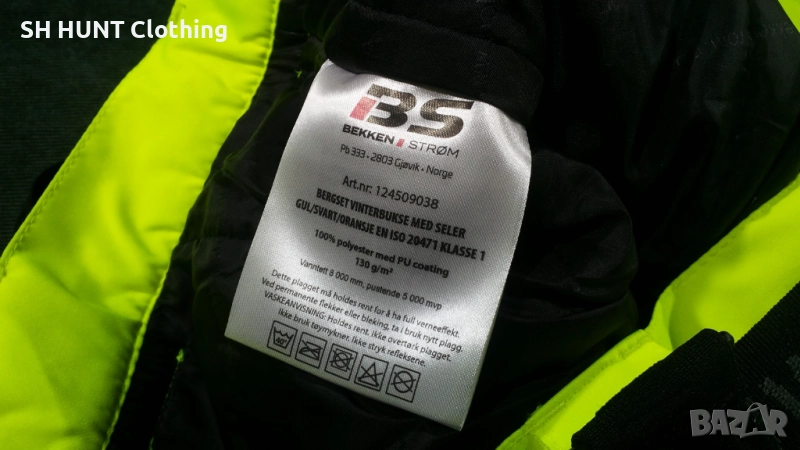 SH HUNT Clothing
BS
BEKKEN STRØM
Pb 333 • 2803 Gjøvik • Norge
Art.nr: 124509038
BERGSET VINTERBUKSE MED SELER
GUL/SVART/ORANSJE EN ISO 20471 KLASSE 1
100% polyester med PU coating
130 g/m²
Vanntett 8 000 mm, pustende 5 000 mvp
Dette plagget må holdes rent for å ha full verneeffekt.
Ved permanente flekker eller bleking, ta i bruk nytt plagg.
VASKEANVISNING: Holdes rent. Ikke overtørk plagget.
Ikke bruk tøymykner. Ikke stryk refleksene.
BAZAR